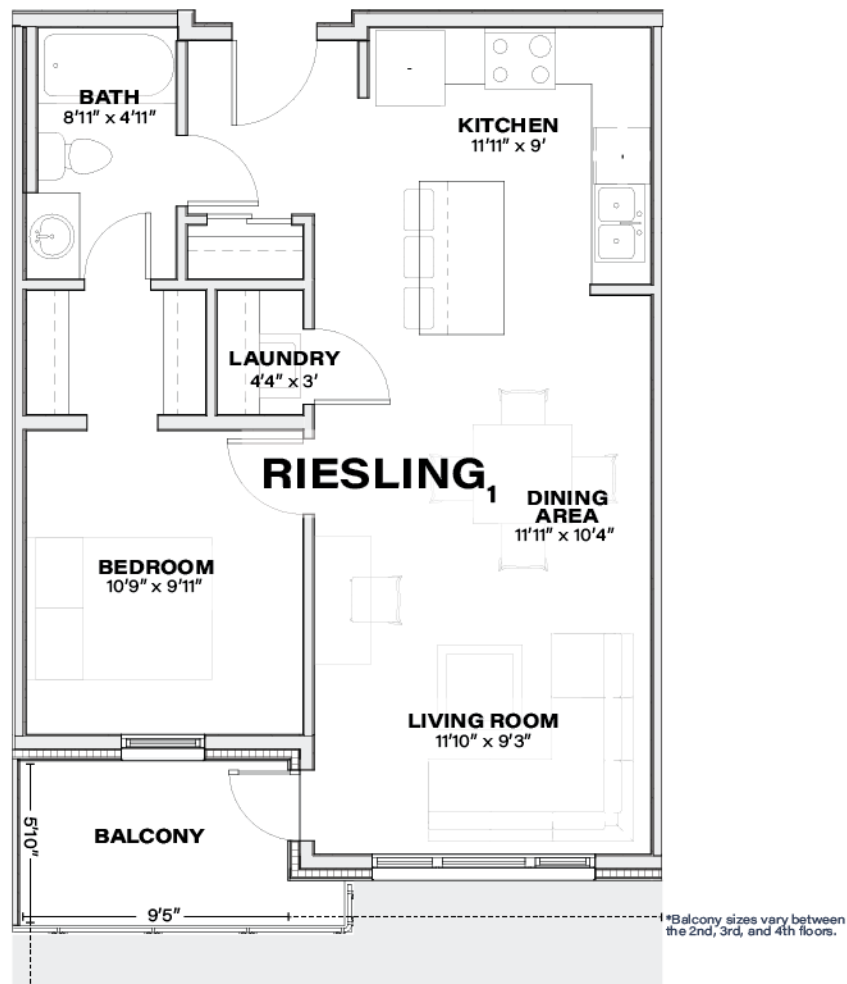 BATH
8'11" x 4'11"
KITCHEN
11'11" x 9'
LAUNDRY
4'4" x 3'
RIESLING1
DINING
AREA
11'11" x 10'4"
BEDROOM
10'9" x 9'11"
LIVING ROOM
11'10" x 9'3"
BALCONY
5'10"
9'5"
*Balcony sizes vary between
the 2nd, 3rd, and 4th floors.